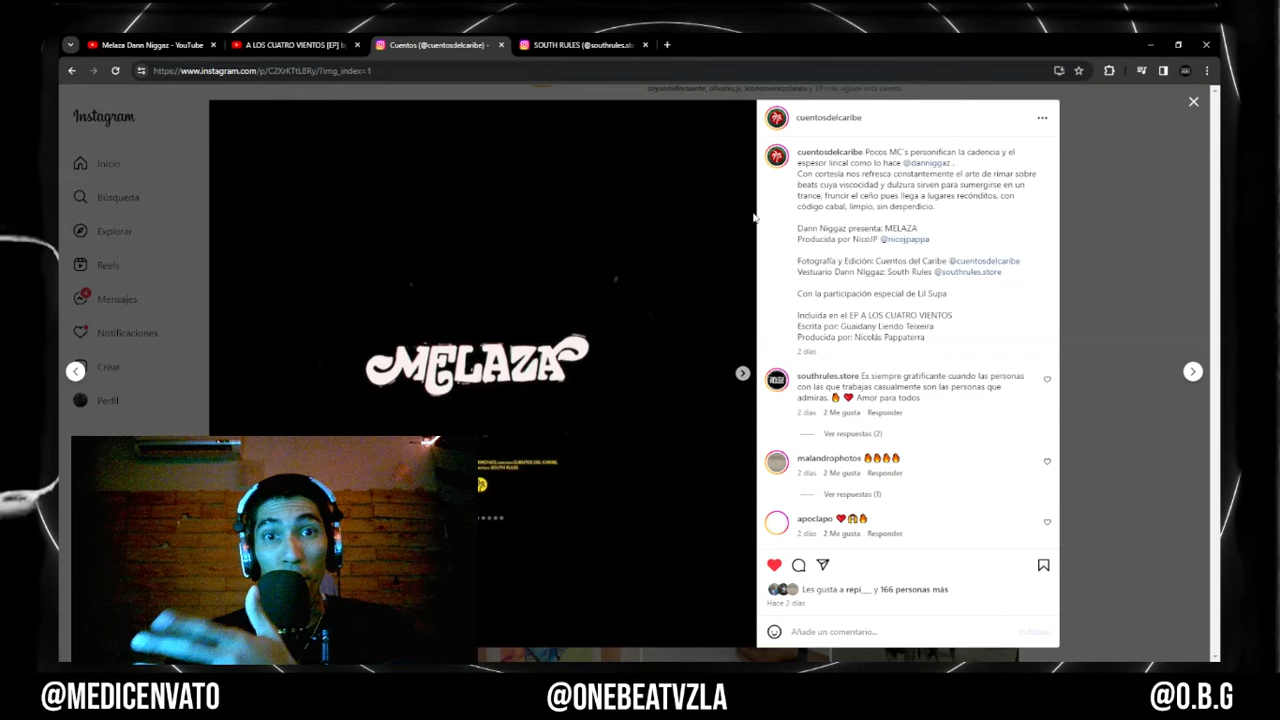 Melaza Dann Niggaz - YouTube
A LOS CUATRO VIENTOS [EP] b
Cuentos (@cuentosdelcaribe) •
SOUTH RULES (@southrules.st
https://www.instagram.com/p/C2XrKTtL8Ry/?img_index=1
Instagram
Inicio
Búsqueda
Explorar
Reels
Mensajes
Notificaciones
Crear
Perfil
MELAZA
cuentosdelcaribe
cuentosdelcaribe Pocos MC´s personifican la cadencia y el
espesor lirical como lo hace @danniggaz .
Con cortesía nos refresca constantemente el arte de rimar sobre
beats cuya viscocidad y dulzura sirven para sumergirse en un
trance, fruncir el ceño pues llega a lugares recónditos, con
código cabal, limpio, sin desperdicio.
Dann Niggaz presenta: MELAZA
Producida por NicoJP @nicojpappa
Fotografía y Edición: Cuentos del Caribe @cuentosdelcaribe
Vestuario Dann NIggaz: South Rules @southrules.store
Con la participación especial de Lil Supa
Incluida en el EP A LOS CUATRO VIENTOS
Escrita por: Guaidany Liendo Teixeira
Producida por: Nicolás Pappaterra
2 días
southrules.store Es siempre gratificante cuando las personas
con las que trabajas casualmente son las personas que
admiras. 🔥 ❤️ Amor para todos
2 días 2 Me gusta Responder
Ver respuestas (2)
malandrophotos 🔥🔥🔥🔥
2 días 2 Me gusta Responder
Ver respuestas (1)
apoclapo
2 días 2 Me gusta Responder
Les gusta a repi___ y 166 personas más
Hace 2 días
Añade un comentario...
Publicar
@MEDICENVATO
@ONEBEATVZLA
@O.B.G